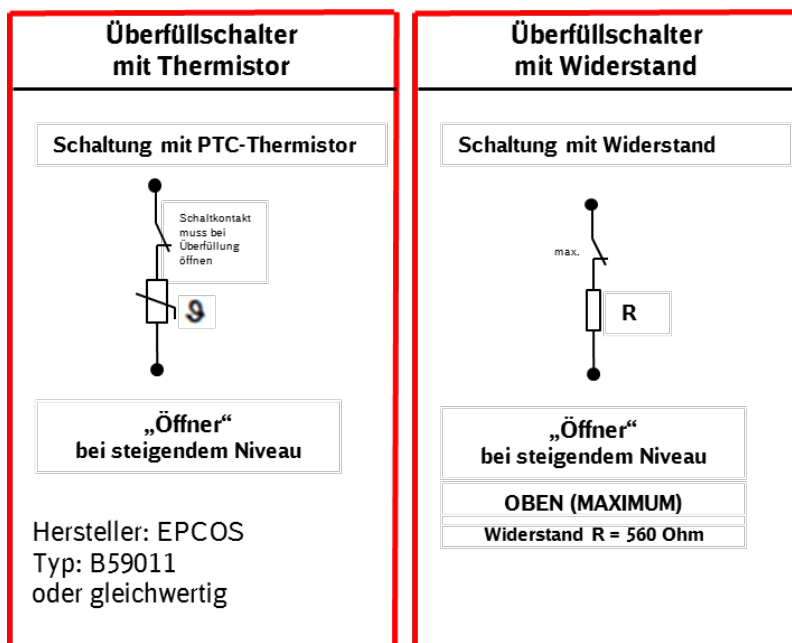 Überfüllschalter
mit Thermistor
Schaltung mit PTC-Thermistor
Schaltkontakt
muss bei
Überfüllung
öffnen
ϑ
„Öffner“
bei steigendem Niveau
Hersteller: EPCOS
Typ: B59011
oder gleichwertig
Überfüllschalter
mit Widerstand
Schaltung mit Widerstand
max.
R
„Öffner“
bei steigendem Niveau
OBEN (MAXIMUM)
Widerstand R = 560 Ohm